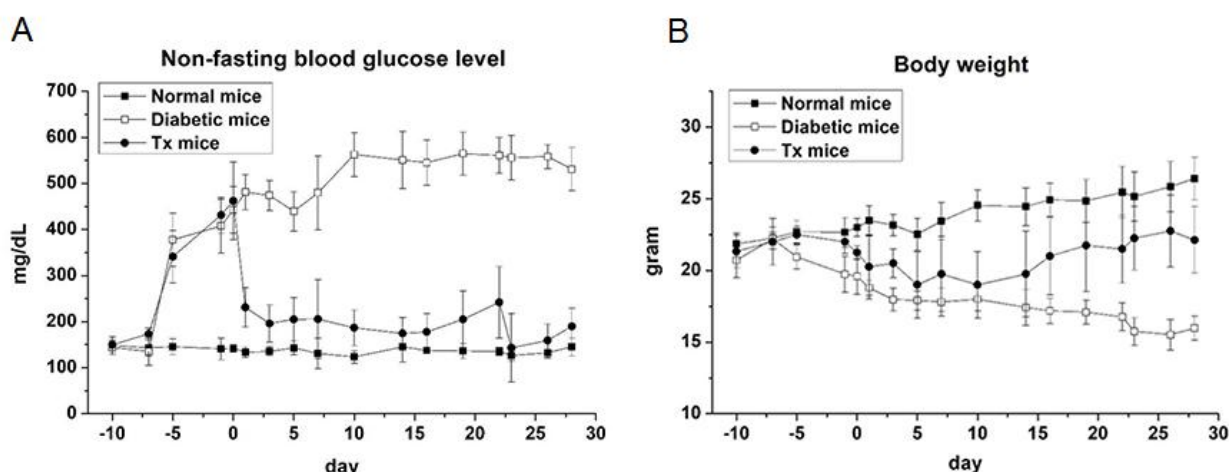 A
Non-fasting blood glucose level
700
600
500
400
300
200
100
0
mg/dL
Normal mice
Diabetic mice
Tx mice
-10 -5 0 5 10 15 20 25 30
day
B
Body weight
30
25
20
15
10
gram
Normal mice
Diabetic mice
Tx mice
-10 -5 0 5 10 15 20 25 30
day